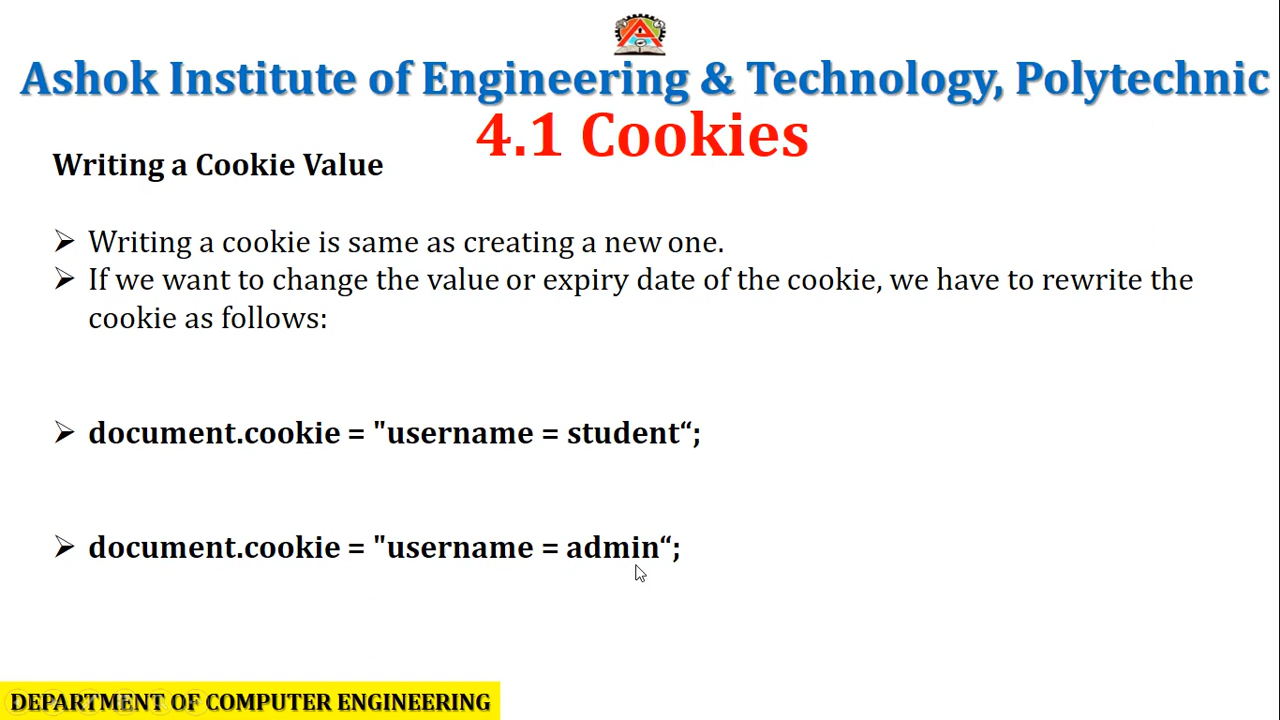 Ashok Institute of Engineering & Technology, Polytechnic
4.1 Cookies
Writing a Cookie Value
➢ Writing a cookie is same as creating a new one.
➢ If we want to change the value or expiry date of the cookie, we have to rewrite the
cookie as follows:
➢ document.cookie = "username = student“;
➢ document.cookie = "username = admin“;
DEPARTMENT OF COMPUTER ENGINEERING